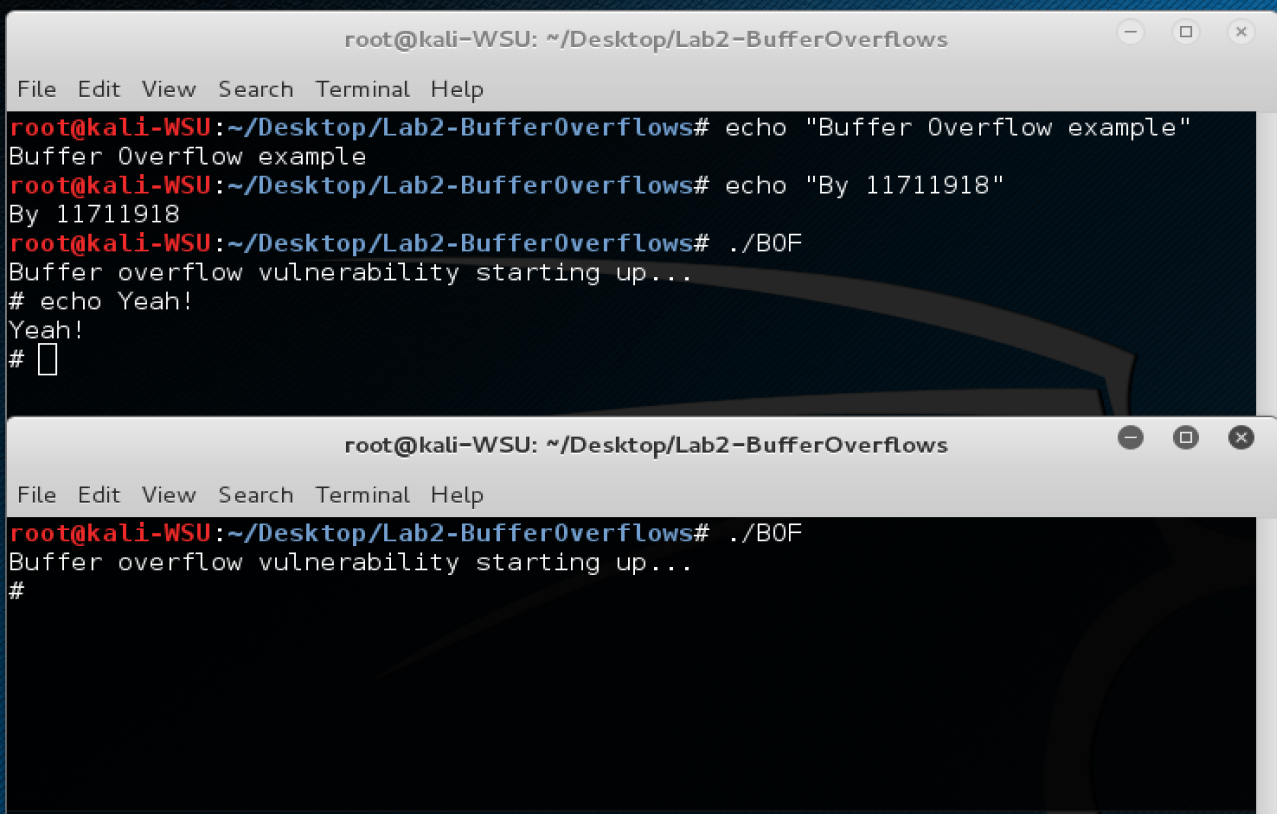 root@kali-WSU: ~/Desktop/Lab2-BufferOverflows
File Edit View Search Terminal Help
root@kali-WSU:~/Desktop/Lab2-BufferOverflows# echo "Buffer Overflow example"
Buffer Overflow example
root@kali-WSU:~/Desktop/Lab2-BufferOverflows# echo "By 11711918"
By 11711918
root@kali-WSU:~/Desktop/Lab2-BufferOverflows# ./BOF
Buffer overflow vulnerability starting up...
# echo Yeah!
Yeah!
#
root@kali-WSU: ~/Desktop/Lab2-BufferOverflows
File Edit View Search Terminal Help
root@kali-WSU:~/Desktop/Lab2-BufferOverflows# ./BOF
Buffer overflow vulnerability starting up...
#